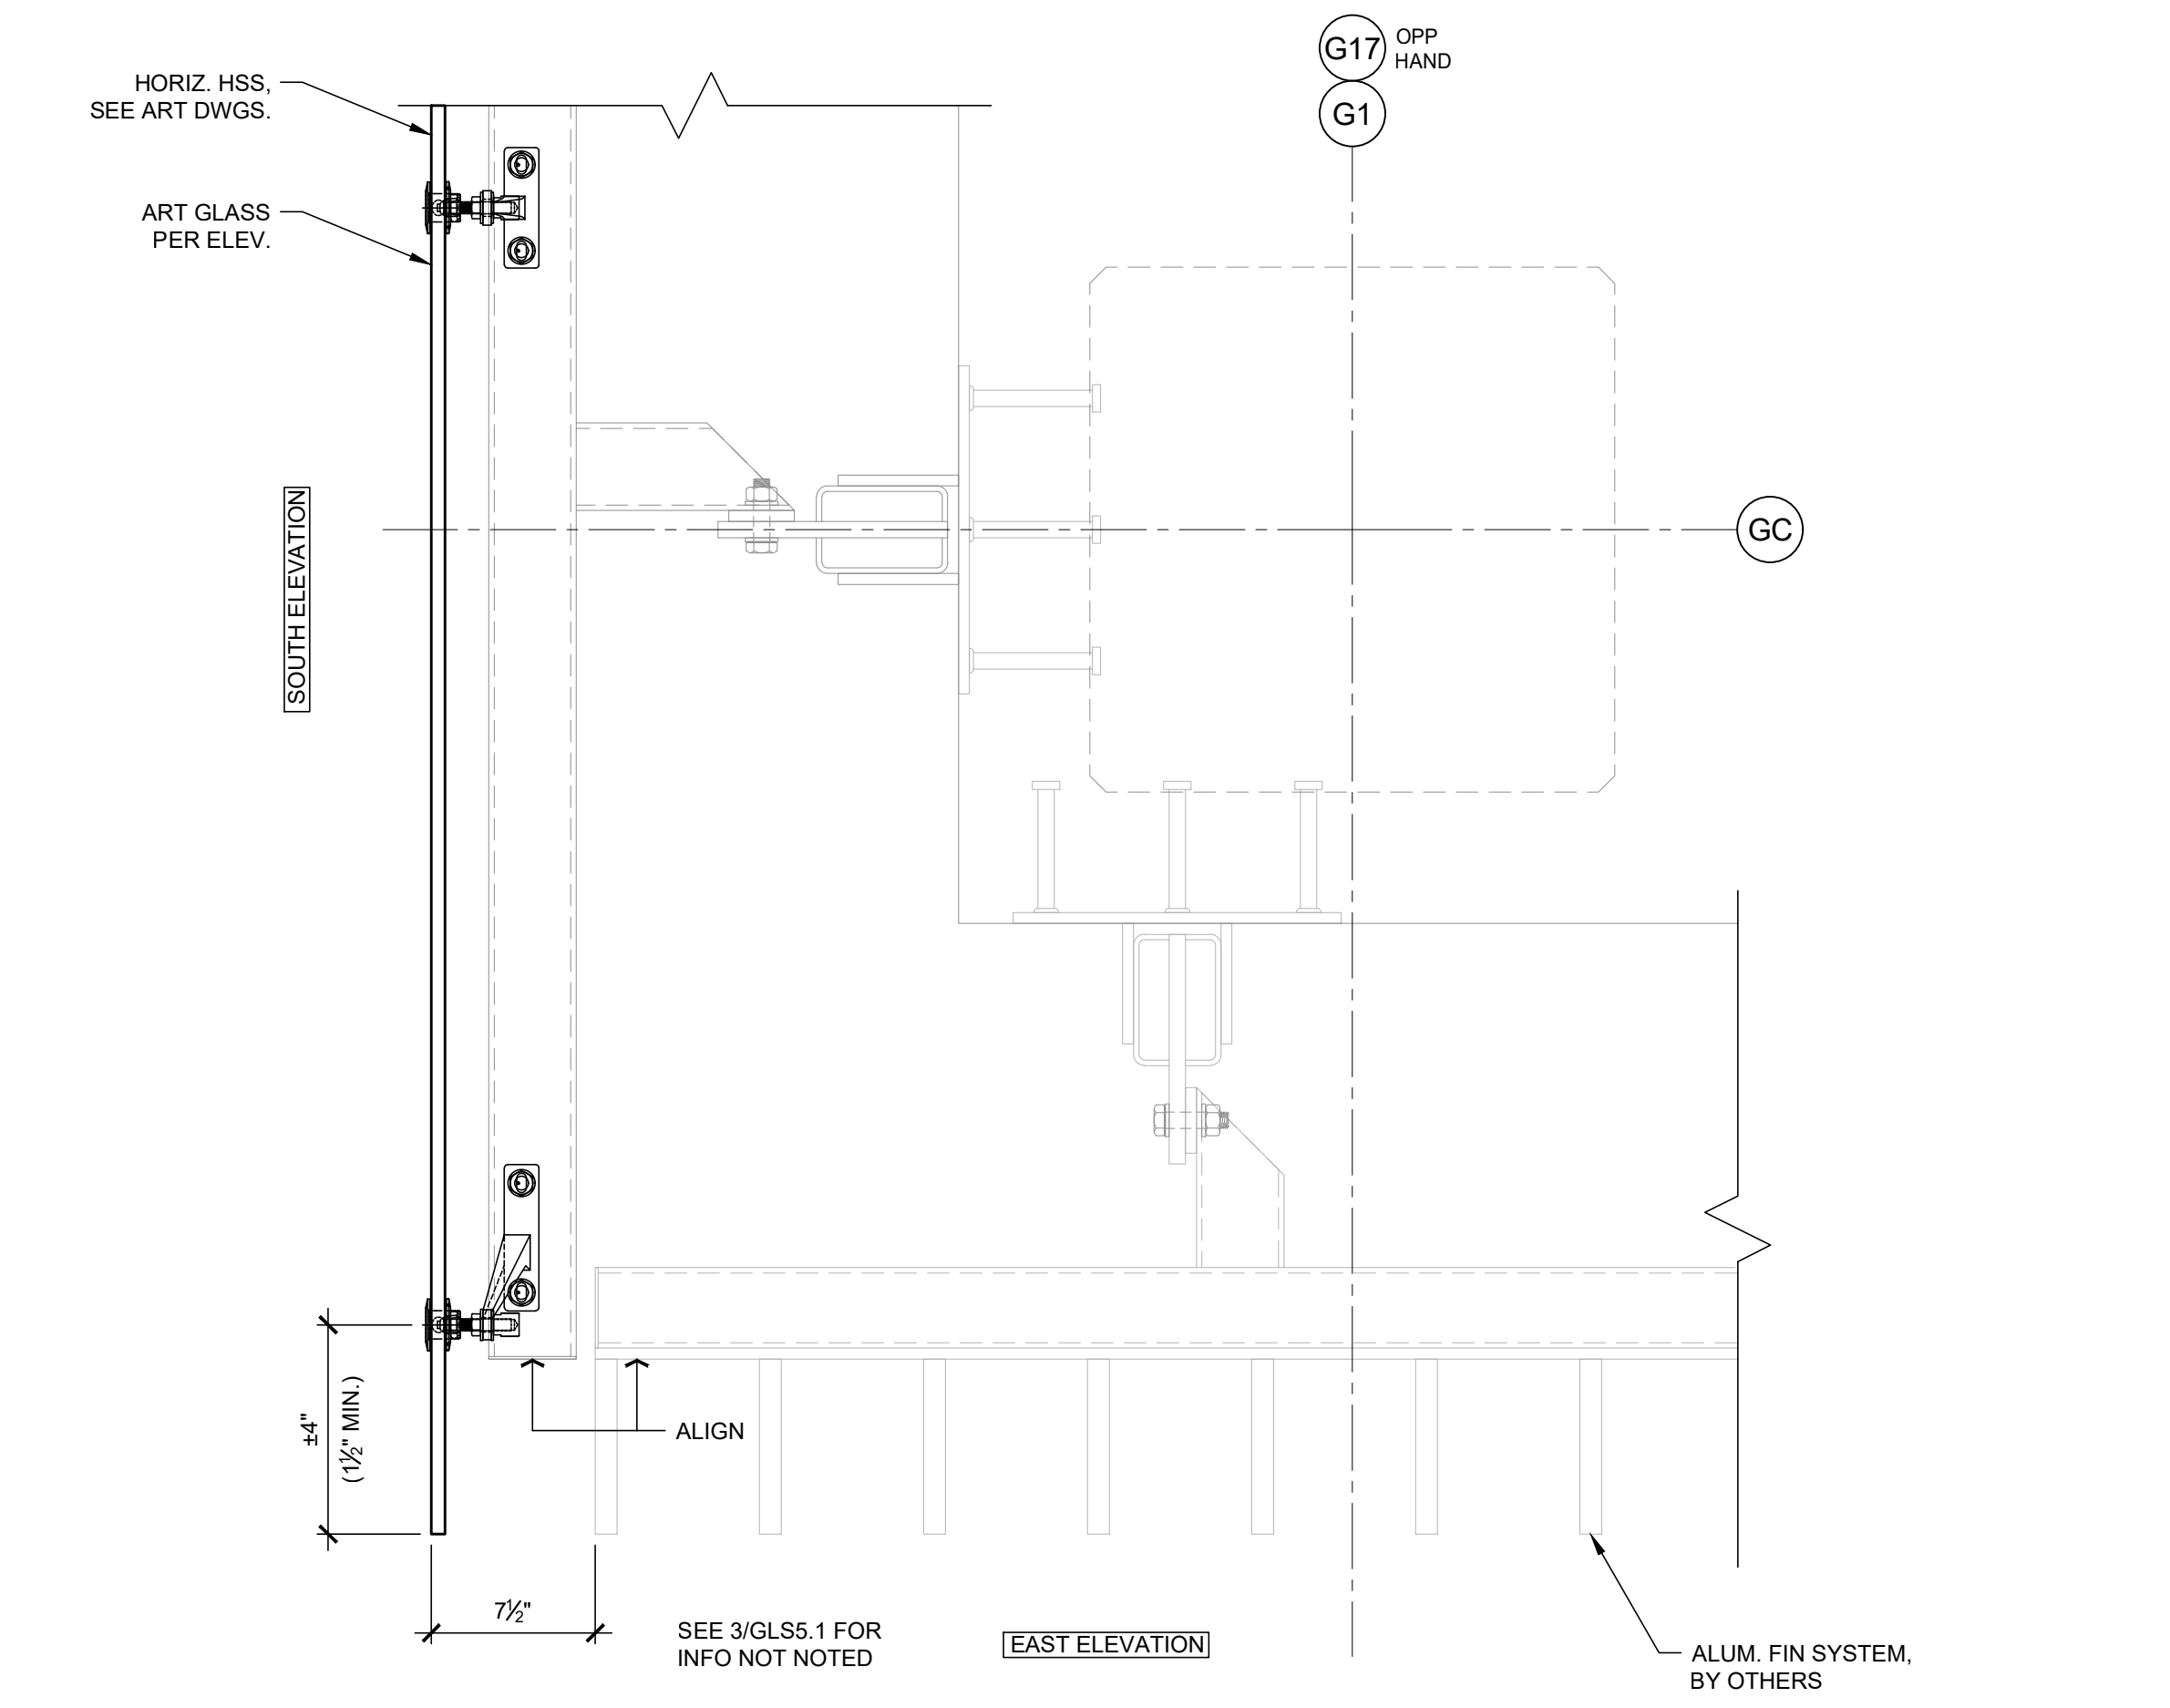 G17
OPP
HAND
G1
HORIZ. HSS,
SEE ART DWGS.
ART GLASS
PER ELEV.
SOUTH ELEVATION
GC
ALIGN
±4"
(1½" MIN.)
7½"
SEE 3/GLS5.1 FOR
INFO NOT NOTED
EAST ELEVATION
ALUM. FIN SYSTEM,
BY OTHERS